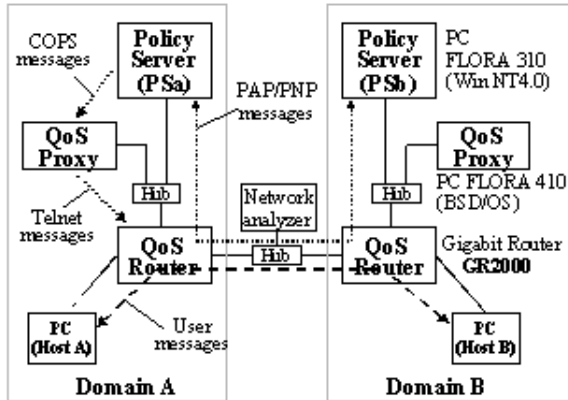 COPS
messages
Policy
Server
(PSa)
PAP/PNP
messages
Policy
Server
(PSb)
PC
FLORA 310
(Win NT4.0)
QoS
Proxy
Hub
Telnet
messages
Network
analyzer
Hub
QoS
Router
Hub
QoS
Proxy
PC FLORA 410
(BSD/OS)
QoS
Router
Gigabit Router
GR2000
PC
(Host A)
User
messages
PC
(Host B)
Domain A
Domain B